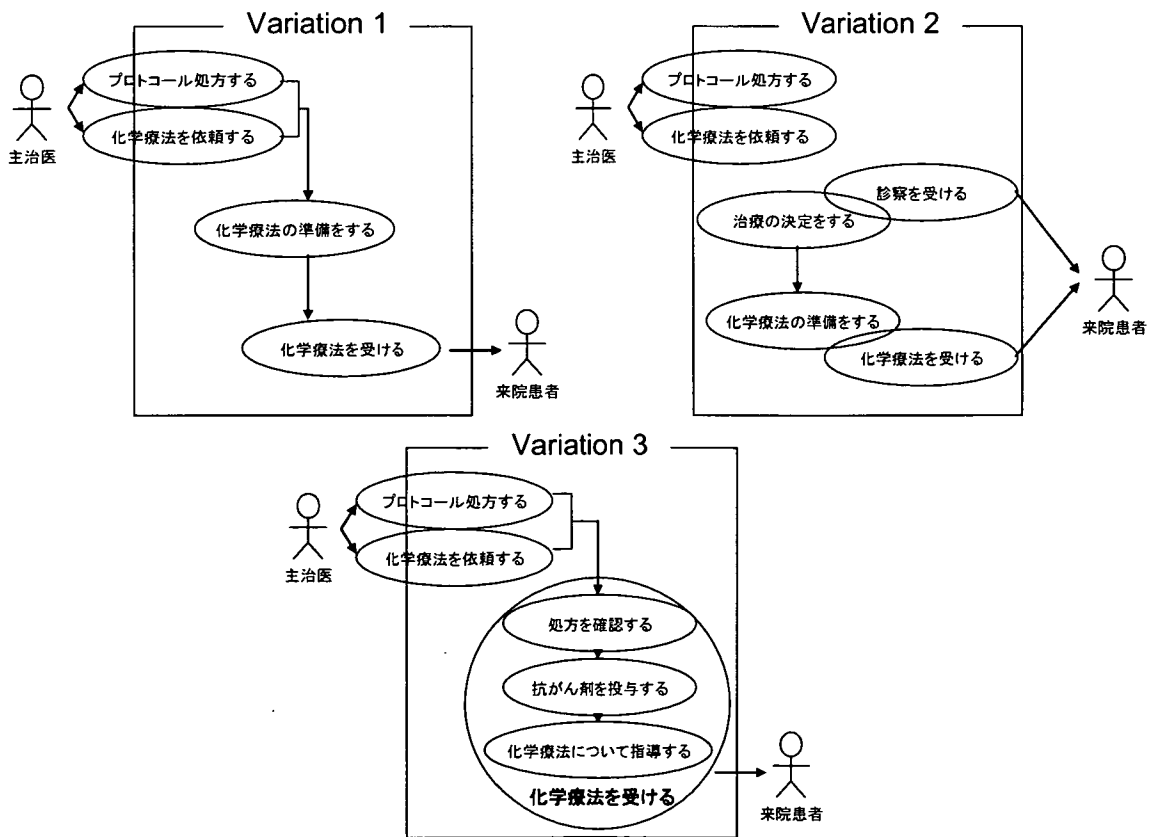 Variation 1
プロトコール処方する
化学療法を依頼する
主治医
化学療法の準備をする
化学療法を受ける
来院患者
Variation 2
プロトコール処方する
化学療法を依頼する
主治医
診察を受ける
治療の決定をする
化学療法の準備をする
化学療法を受ける
来院患者
Variation 3
プロトコール処方する
化学療法を依頼する
主治医
処方を確認する
抗がん剤を投与する
化学療法について指導する
化学療法を受ける
来院患者